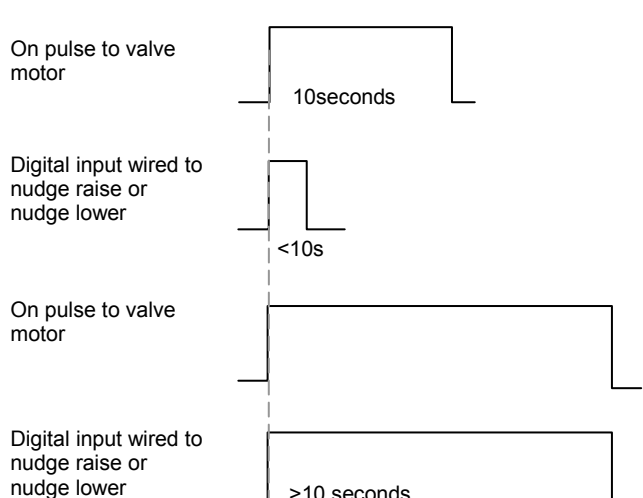 On pulse to valve
motor
10seconds
Digital input wired to
nudge raise or
nudge lower
<10s
On pulse to valve
motor
Digital input wired to
nudge raise or
nudge lower
>10 seconds